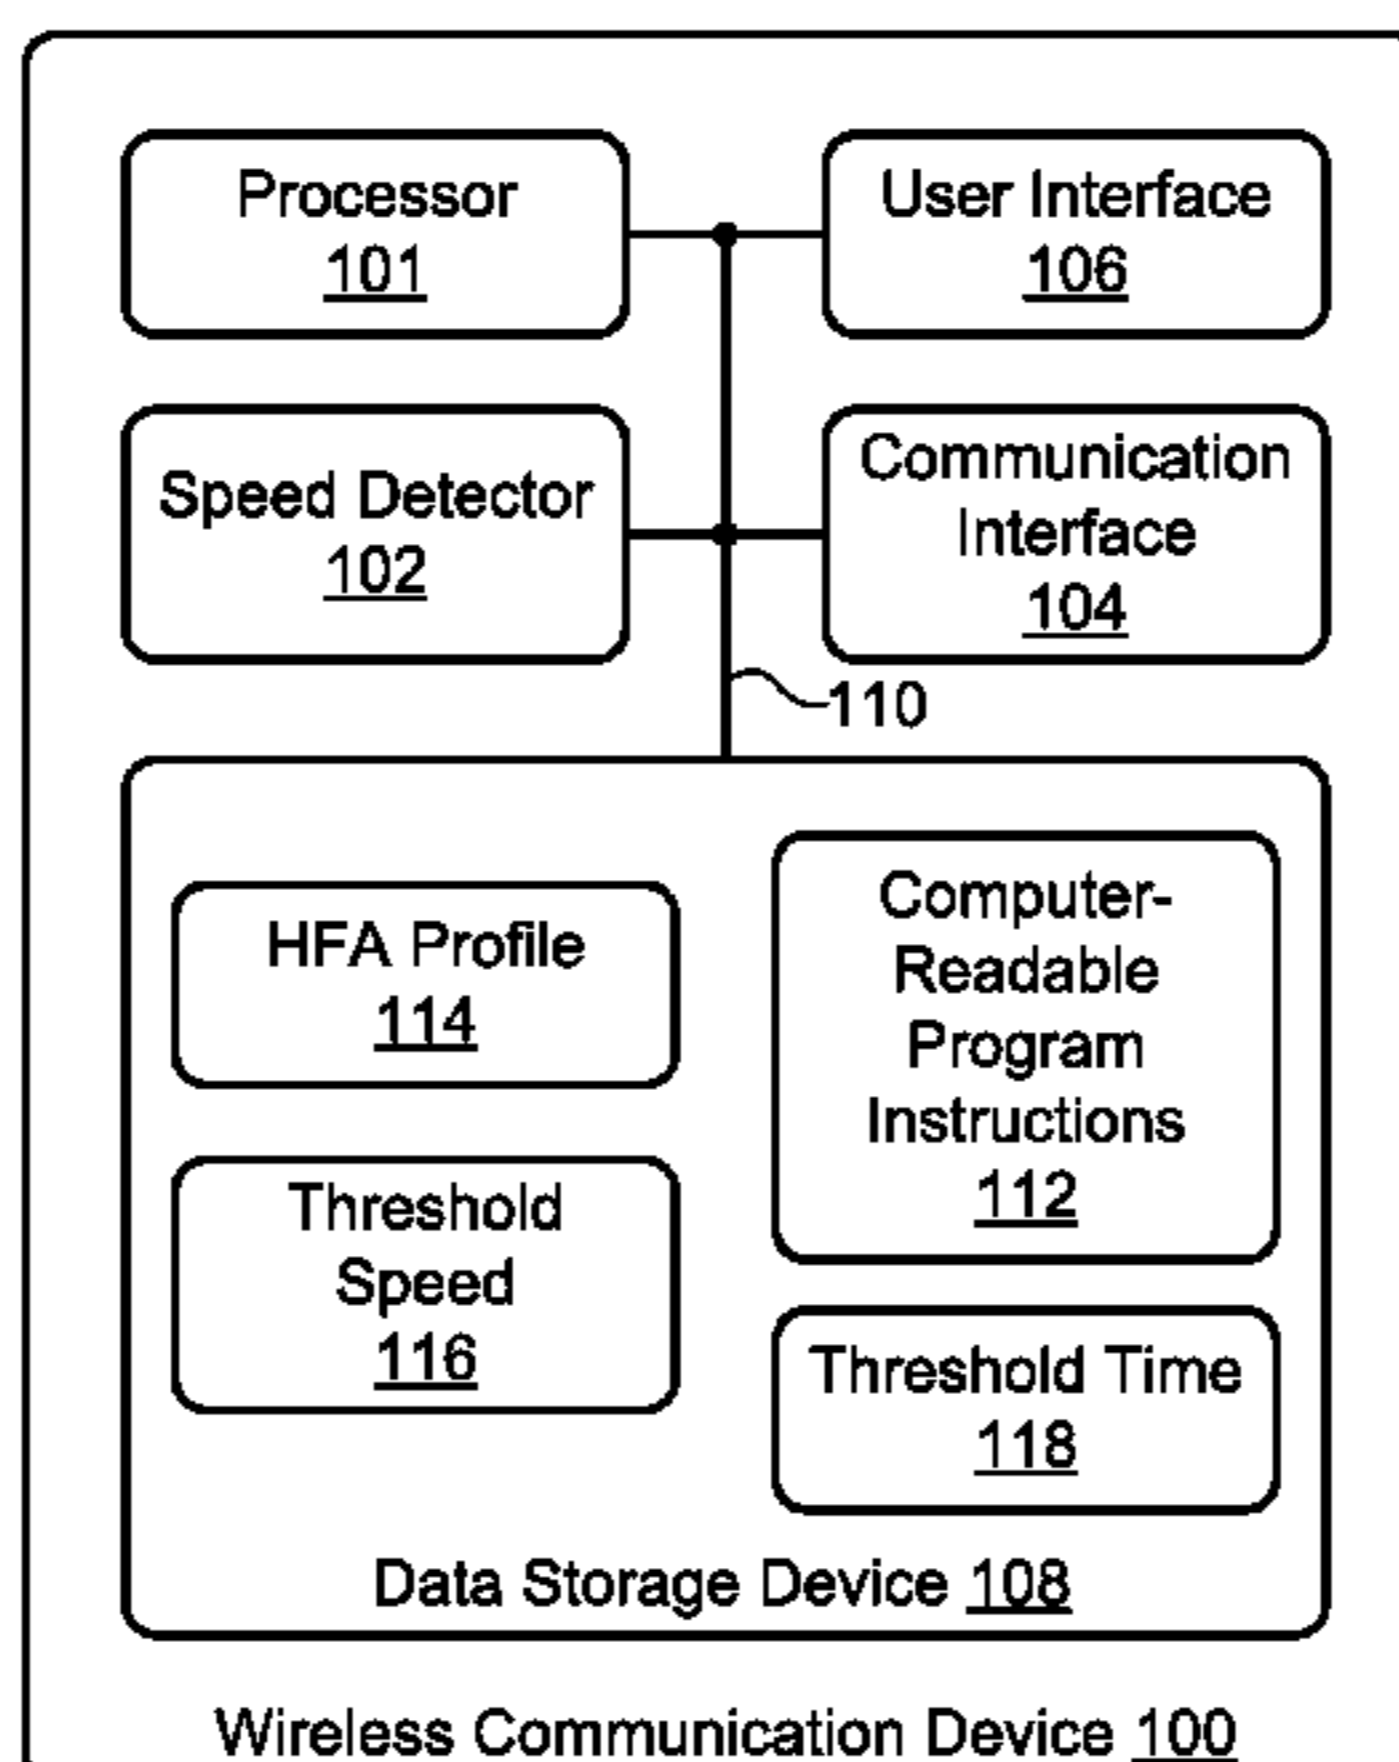 Processor
101
User Interface
106
Speed Detector
102
Communication
Interface
104
110
HFA Profile
114
Computer-
Readable
Program
Instructions
112
Threshold
Speed
116
Threshold Time
118
Data Storage Device 108
Wireless Communication Device 100